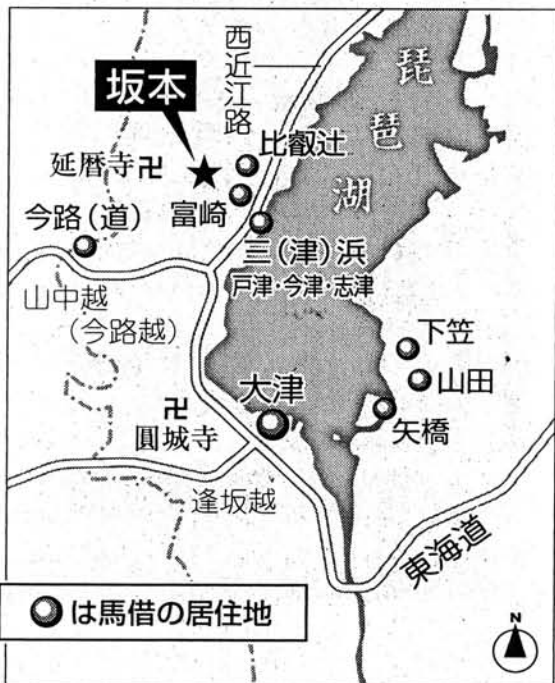 西近江路
琵琶湖
坂本
比叡辻
延暦寺卍
富崎
今路(道)
三(津)浜
戸津・今津・志津
山中越
(今路越)
下笠
山田
大津
矢橋
卍
圓城寺
逢坂越
東海道
は馬借の居住地
N